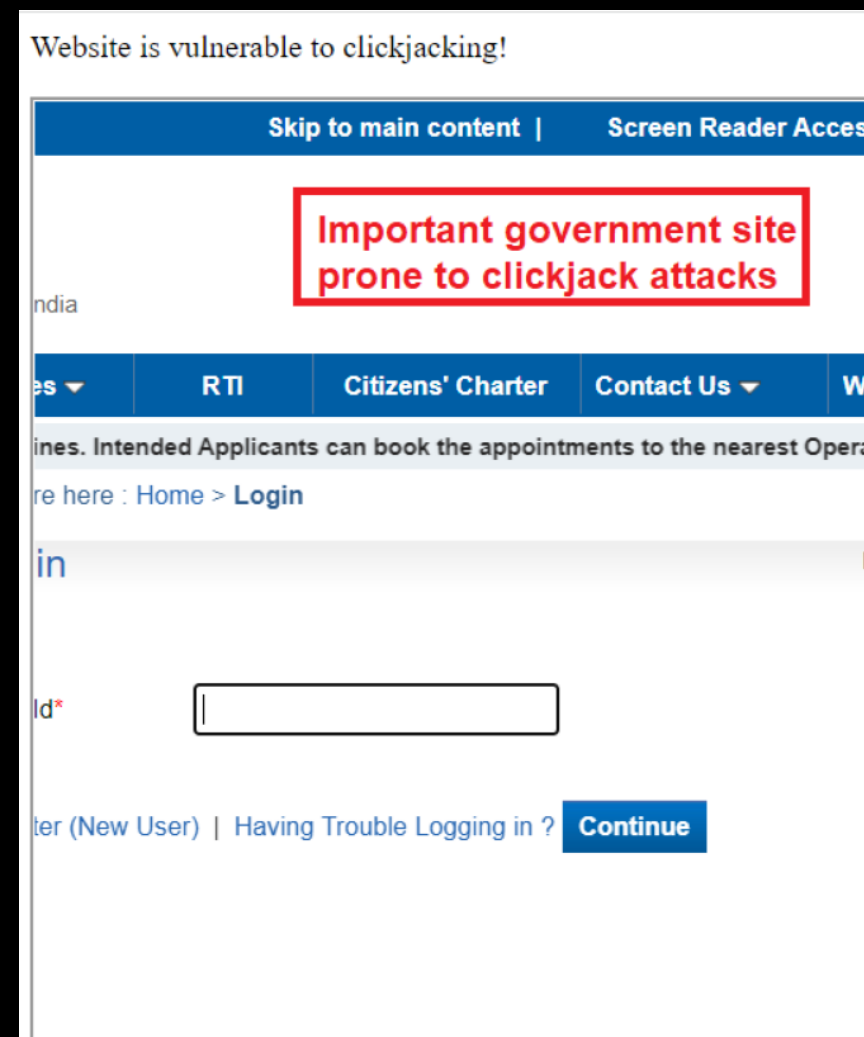 Website is vulnerable to clickjacking!
Skip to main content | Screen Reader Acces
Important government site
prone to clickjack attacks
ndia
es RTI Citizens' Charter Contact Us W
ines. Intended Applicants can book the appointments to the nearest Opera
re here : Home > Login
in
Id*
ter (New User) | Having Trouble Logging in ? Continue